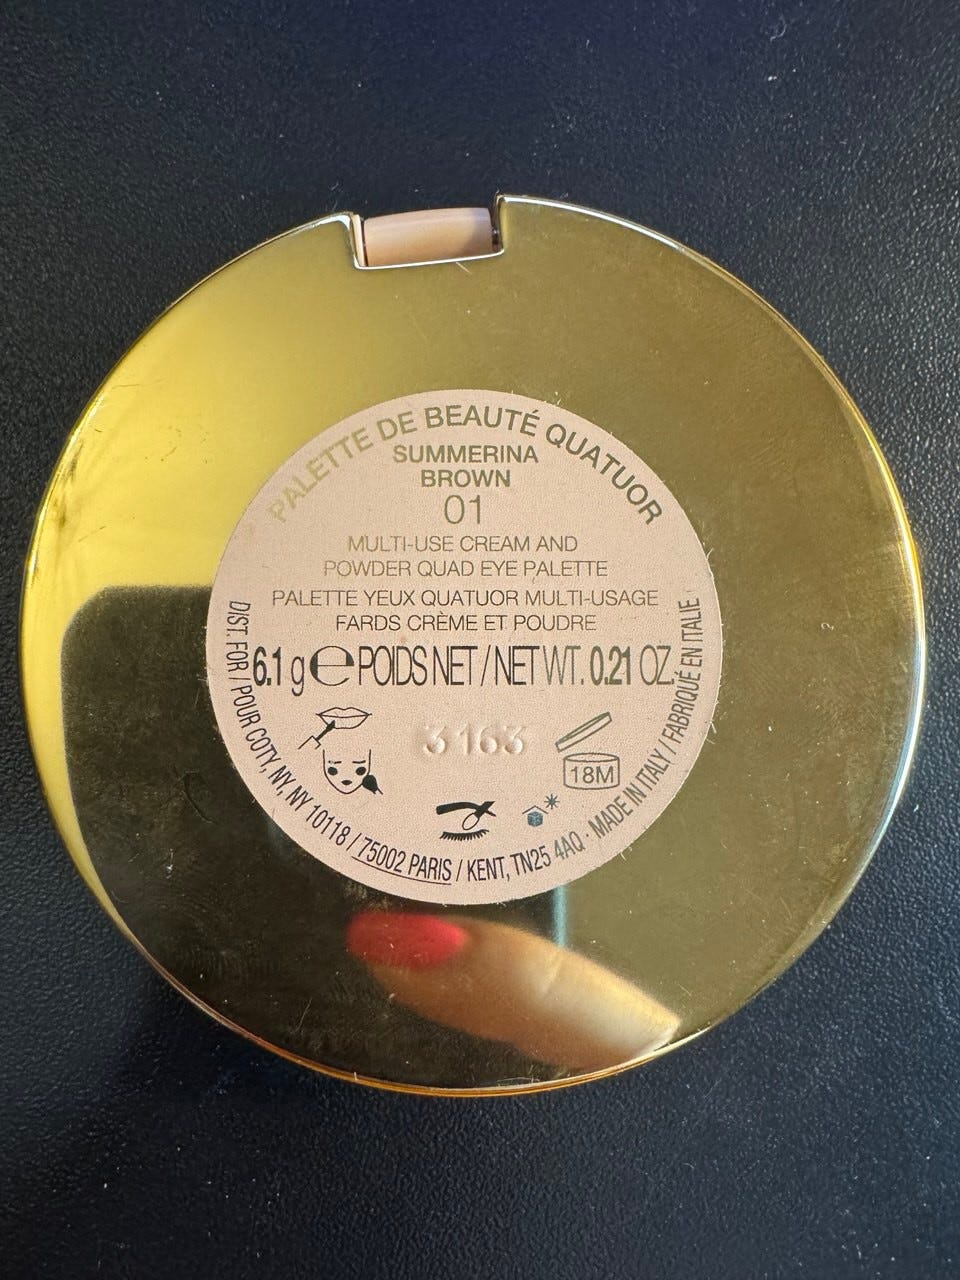 PALETTE DE BEAUTÉ QUATUOR
SUMMERINA
BROWN
01
MULTI-USE CREAM AND
POWDER QUAD EYE PALETTE
PALETTE YEUX QUATUOR MULTI-USAGE
FARDS CRÈME ET POUDRE
6.1 g e POIDS NET / NET WT. 0.21 OZ.
3163
18M
DIST. FOR / POUR COTY, NY, NY 10118 / 75002 PARIS / KENT, TN25 4AQ · MADE IN ITALY / FABRIQUÉ EN ITALIE ·